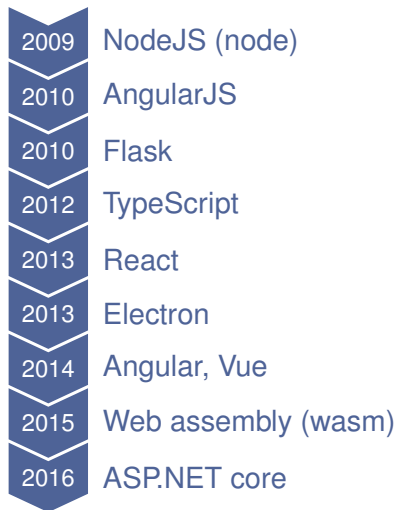 2009 NodeJS (node)
2010 AngularJS
2010 Flask
2012 TypeScript
2013 React
2013 Electron
2014 Angular, Vue
2015 Web assembly (wasm)
2016 ASP.NET core